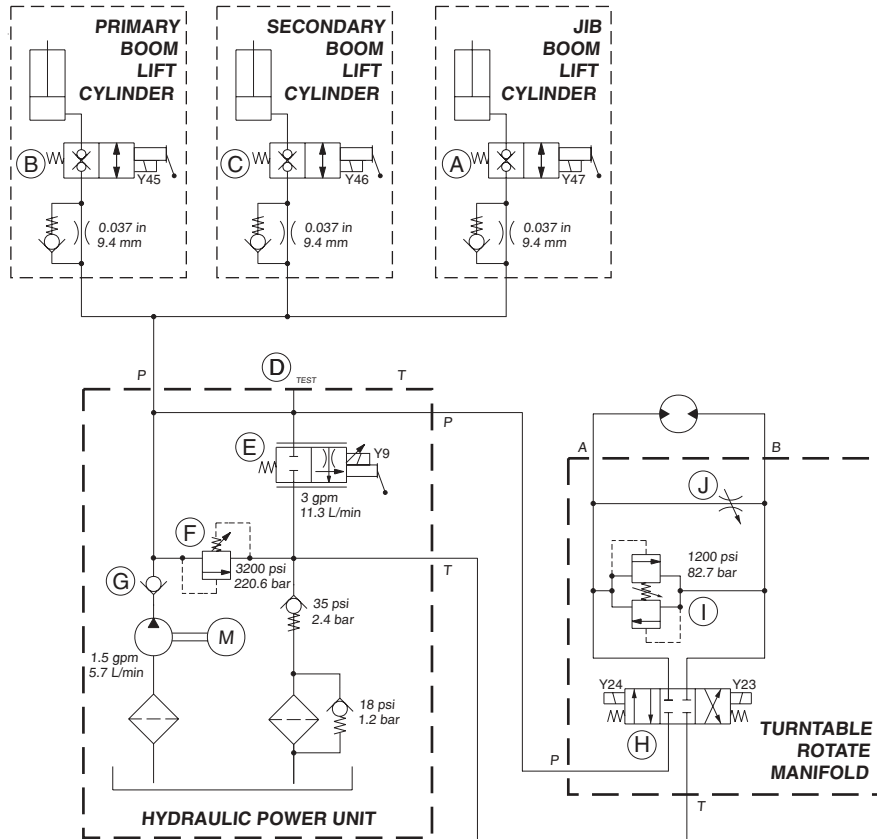 PRIMARY
BOOM
LIFT
CYLINDER
SECONDARY
BOOM
LIFT
CYLINDER
JIB
BOOM
LIFT
CYLINDER
B
Y45
C
Y46
A
Y47
0.037 in
9.4 mm
0.037 in
9.4 mm
0.037 in
9.4 mm
P
D
TEST
T
P
E
Y9
3 gpm
11.3 L/min
A
B
J
F
3200 psi
220.6 bar
T
1200 psi
82.7 bar
I
G
35 psi
2.4 bar
M
1.5 gpm
5.7 L/min
18 psi
1.2 bar
Y24
Y23
H
TURNTABLE
ROTATE
MANIFOLD
P
T
HYDRAULIC POWER UNIT